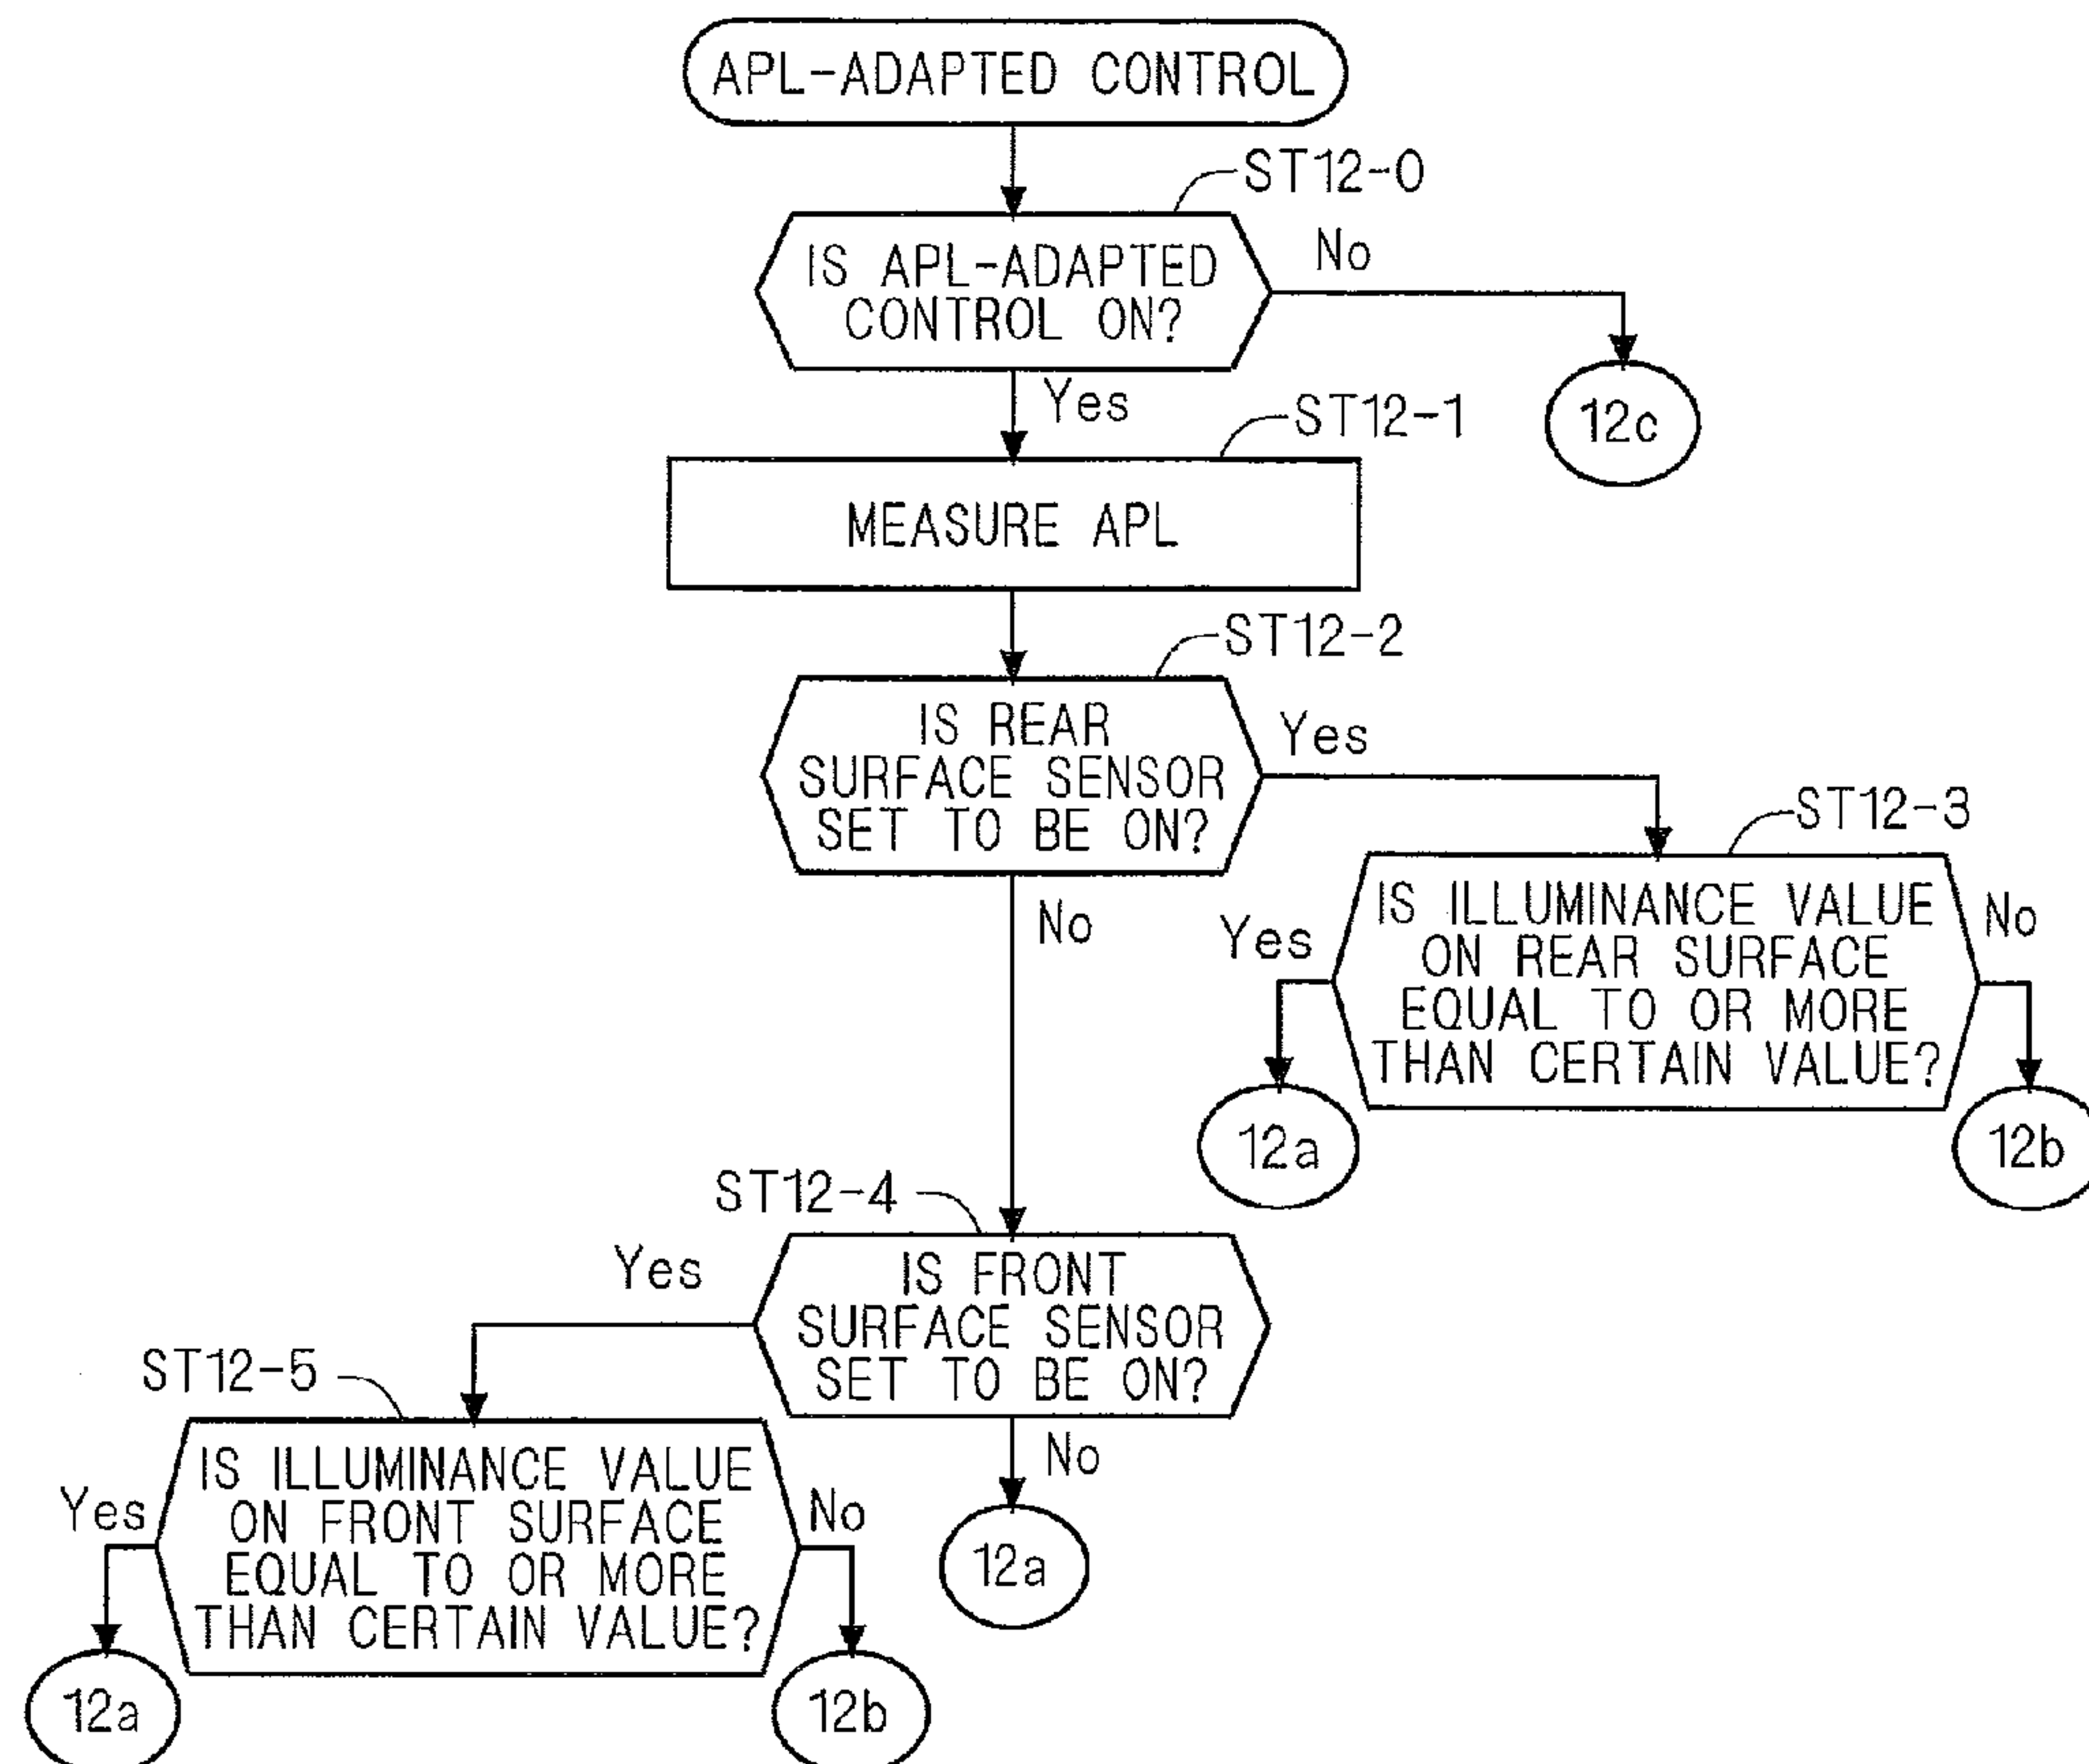 APL-ADAPTED CONTROL
ST12-0
IS APL-ADAPTED
CONTROL ON?
No
12c
Yes
ST12-1
MEASURE APL
ST12-2
IS REAR
SURFACE SENSOR
SET TO BE ON?
Yes
No
ST12-3
IS ILLUMINANCE VALUE
ON REAR SURFACE
EQUAL TO OR MORE
THAN CERTAIN VALUE?
Yes
No
12a
12b
ST12-4
IS FRONT
SURFACE SENSOR
SET TO BE ON?
Yes
No
12a
ST12-5
IS ILLUMINANCE VALUE
ON FRONT SURFACE
EQUAL TO OR MORE
THAN CERTAIN VALUE?
Yes
No
12a
12b